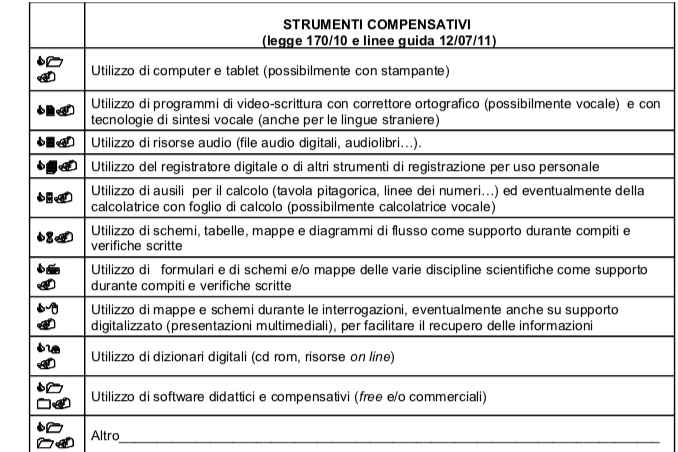 STRUMENTI COMPENSATIVI
(legge 170/10 e linee guida 12/07/11)
Utilizzo di computer e tablet (possibilmente con stampante)
Utilizzo di programmi di video-scrittura con correttore ortografico (possibilmente vocale) e con
tecnologie di sintesi vocale (anche per le lingue straniere)
Utilizzo di risorse audio (file audio digitali, audiolibri…).
Utilizzo del registratore digitale o di altri strumenti di registrazione per uso personale
Utilizzo di ausili per il calcolo (tavola pitagorica, linee dei numeri…) ed eventualmente della
calcolatrice con foglio di calcolo (possibilmente calcolatrice vocale)
Utilizzo di schemi, tabelle, mappe e diagrammi di flusso come supporto durante compiti e
verifiche scritte
Utilizzo di formulari e di schemi e/o mappe delle varie discipline scientifiche come supporto
durante compiti e verifiche scritte
Utilizzo di mappe e schemi durante le interrogazioni, eventualmente anche su supporto
digitalizzato (presentazioni multimediali), per facilitare il recupero delle informazioni
Utilizzo di dizionari digitali (cd rom, risorse on line)
Utilizzo di software didattici e compensativi (free e/o commerciali)
Altro